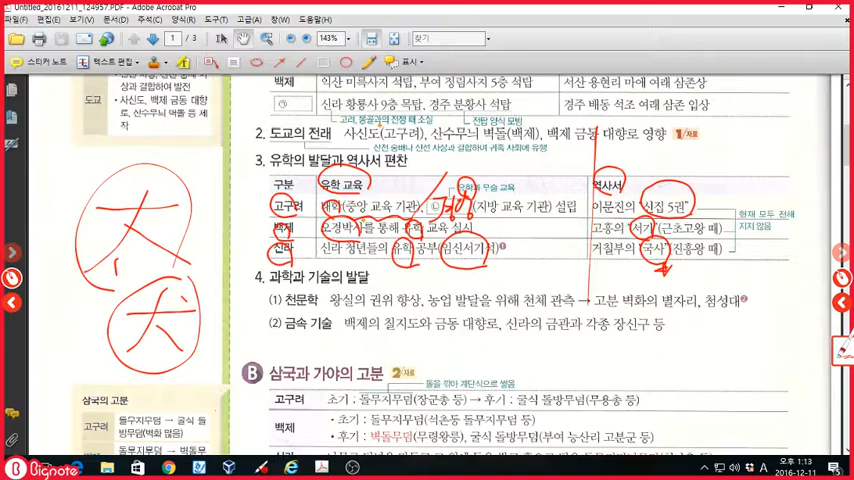 Untitled_20161211_124957.PDF - Adobe Acrobat Pro
파일(F) 편집(E) 보기(V) 문서(D) 주석(C) 양식(R) 도구(T) 고급(A) 창(W) 도움말(H)
1 / 3
143%
찾기
스티커 노트
텍스트 편집
표시
상과 결합하여 발전
도교
• 사신도, 백제 금동 대향
로, 산수무늬 벽돌 등 제
작
백제 익산 미륵사지 석탑, 부여 정림사지 5층 석탑 서산 용현리 마애 여래 삼존상
㉠ 신라 황룡사 9층 목탑, 경주 분황사 석탑 경주 배동 석조 여래 삼존 입상
고려, 몽골과의 전쟁 때 소실 전탑 양식 모방
2. 도교의 전래 사신도(고구려), 산수무늬 벽돌(백제), 백제 금동 대향로 영향 1/자료
산천 숭배나 신선 사상과 결합하여 귀족 사회에 유행
3. 유학의 발달과 역사서 편찬
구분 유학 교육 유학과 무술 교육 역사서
고구려 태학(중앙 교육 기관), ㉡ 경당 (지방 교육 기관) 설립 이문진의 "신집 5권"
백제 오경박사를 통해 유학 교육 실시 고흥의 "서기"(근초고왕 때)
신라 신라 청년들의 유학 공부(임신서기석)❶ 거칠부의 "국사"(진흥왕 때)
현재 모두 전해
지지 않음
4. 과학과 기술의 발달
(1) 천문학 왕실의 권위 향상, 농업 발달을 위해 천체 관측 → 고분 벽화의 별자리, 첨성대❷
(2) 금속 기술 백제의 칠지도와 금동 대향로, 신라의 금관과 각종 장신구 등
太
犬
B 삼국과 가야의 고분 2/자료
돌을 깎아 계단식으로 쌓음
고구려 초기 : 돌무지무덤(장군총 등) → 후기 : 굴식 돌방무덤(무용총 등)
백제 • 초기 : 돌무지무덤(석촌동 돌무지무덤 등)
• 후기 : 벽돌무덤(무령왕릉), 굴식 돌방무덤(부여 능산리 고분군 등)
삼국의 고분
고구려 돌무지무덤 → 굴식 돌
방무덤(벽화 많음)
돌무지무덤 → 벽돌무
Bignote
A 오후 1:13
2016-12-11